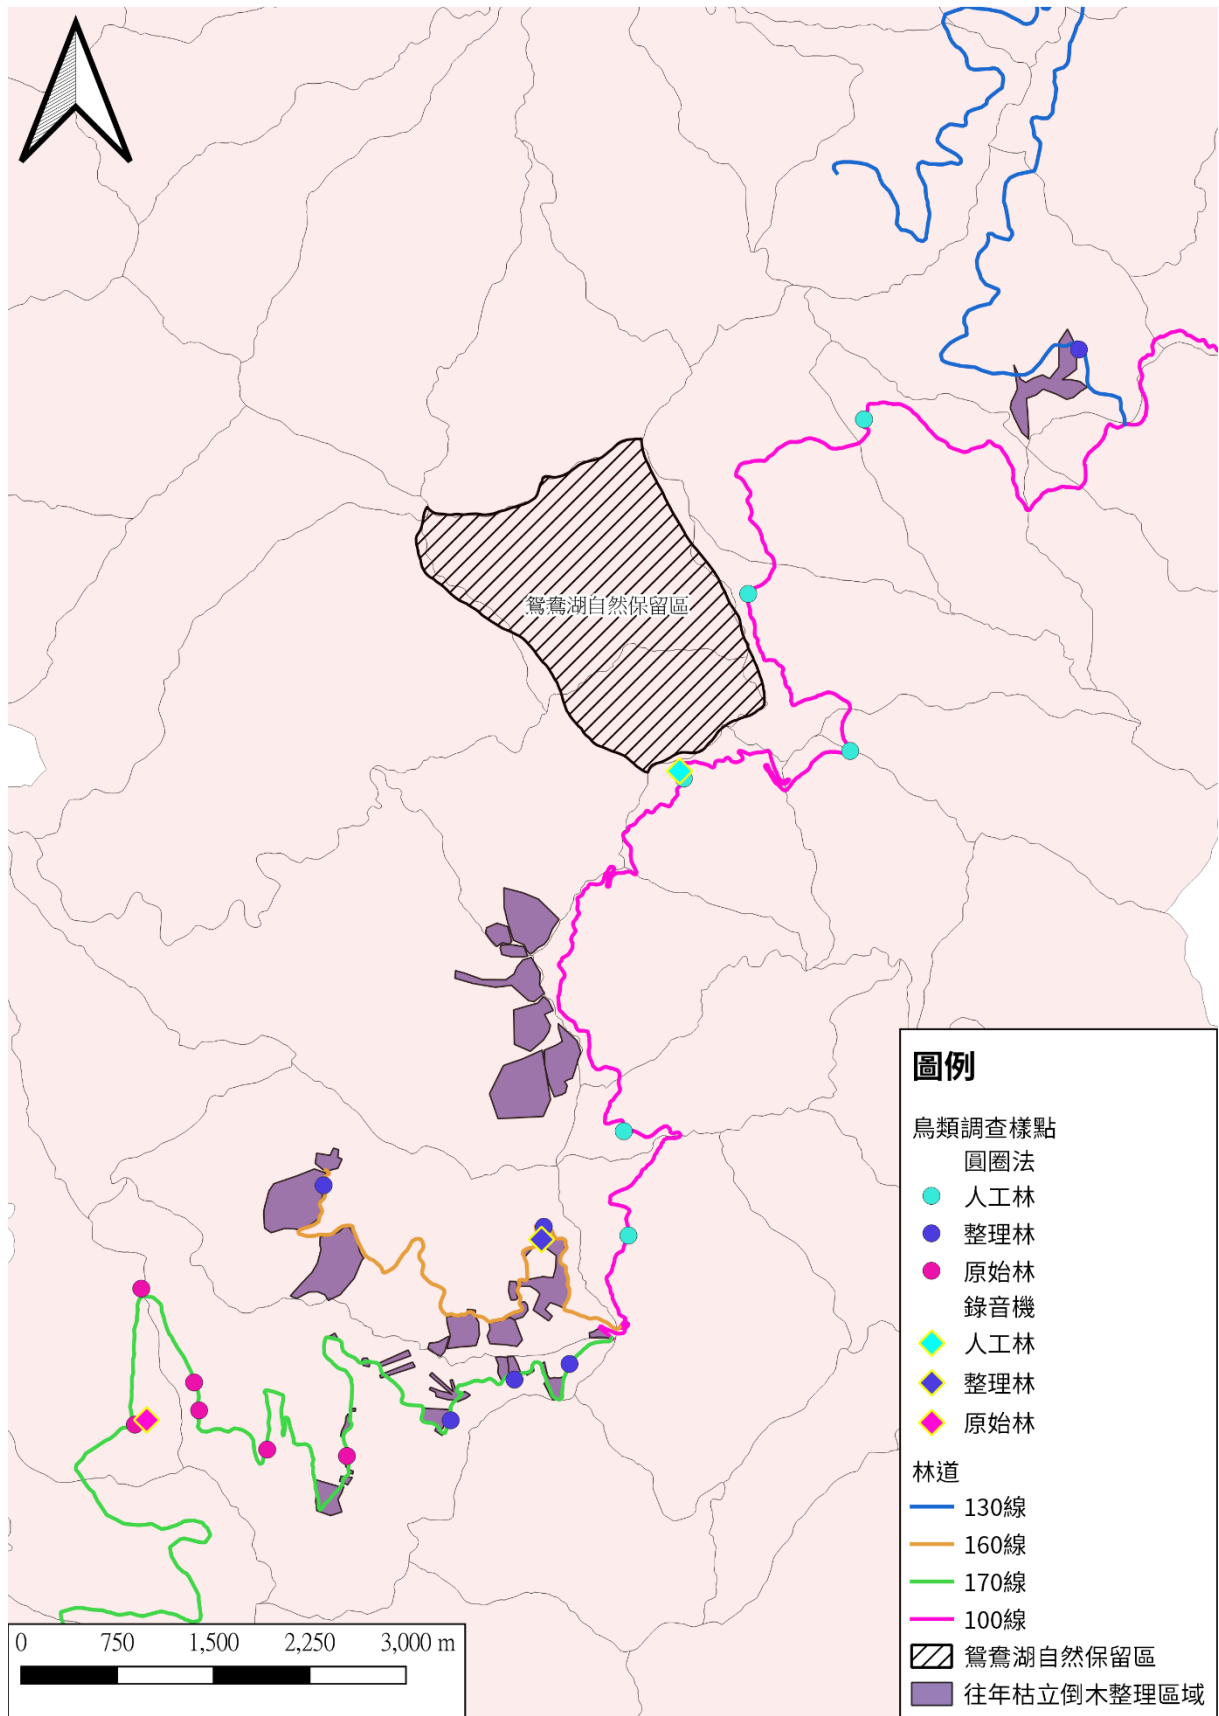 鴛鴦湖自然保留區
圖例
鳥類調查樣點
圓圈法
人工林
整理林
原始林
錄音機
人工林
整理林
原始林
林道
130線
160線
170線
100線
鴛鴦湖自然保留區
往年枯立倒木整理區域
0 750 1,500 2,250 3,000 m